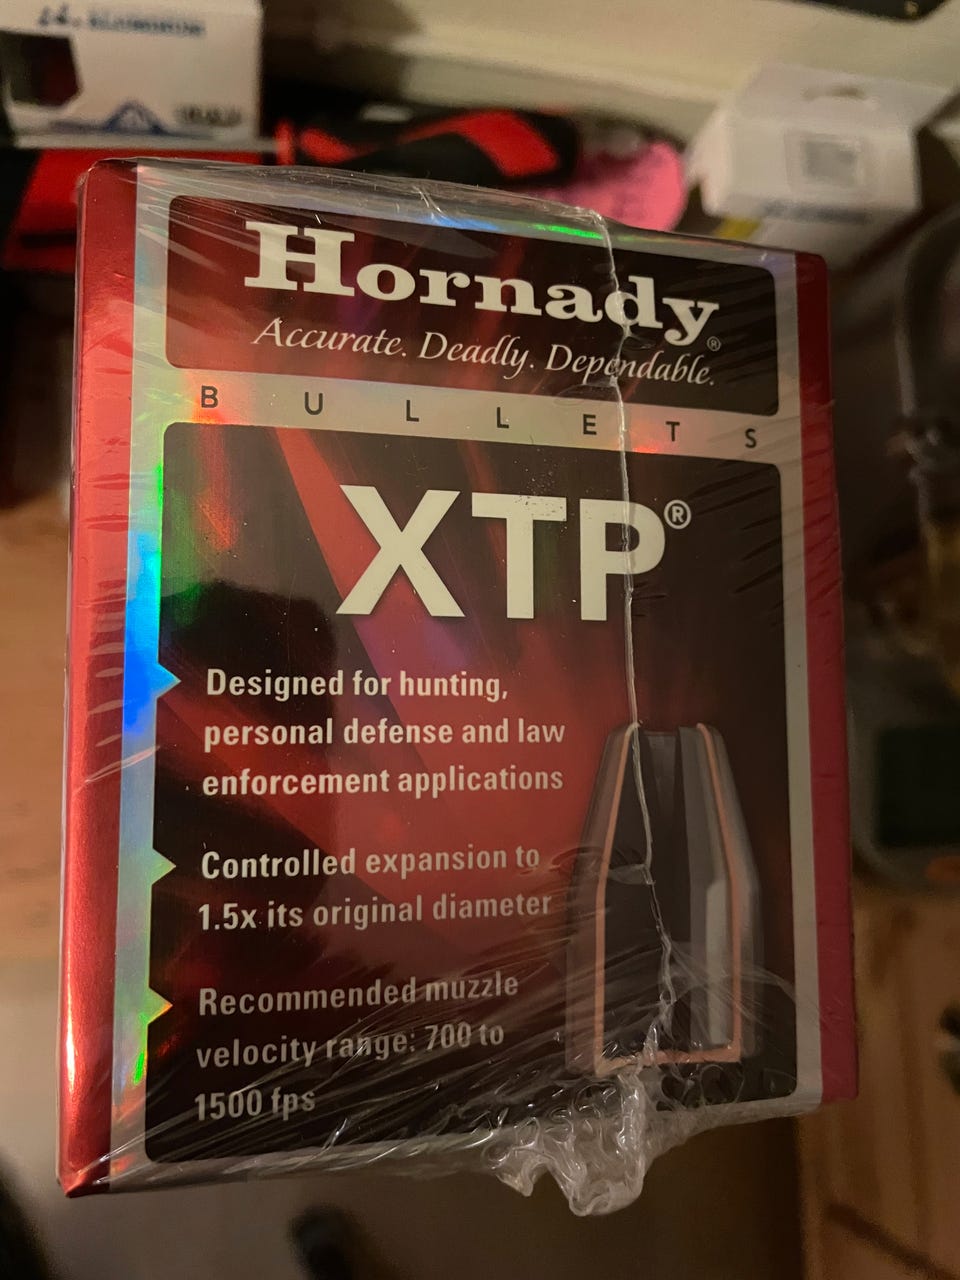 Hornady®
Accurate. Deadly. Dependable.
BULLETS
XTP®
Designed for hunting,
personal defense and law
enforcement applications
Controlled expansion to
1.5x its original diameter
Recommended muzzle
velocity range: 700 to
1500 fps